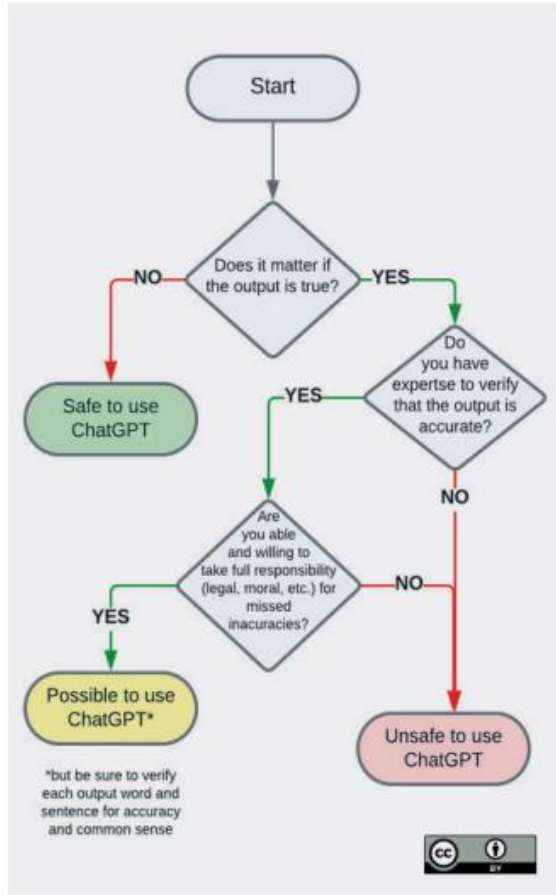 Start
Does it matter if
the output is true?
NO
YES
Safe to use
ChatGPT
Do
you have
expertse to verify
that the output is
accurate?
YES
NO
Are
you able
and willing to
take full responsibility
(legal, moral, etc.) for
missed
inacuracies?
NO
YES
Possible to use
ChatGPT*
Unsafe to use
ChatGPT
*but be sure to verify
each output word and
sentence for accuracy
and common sense
cc
BY